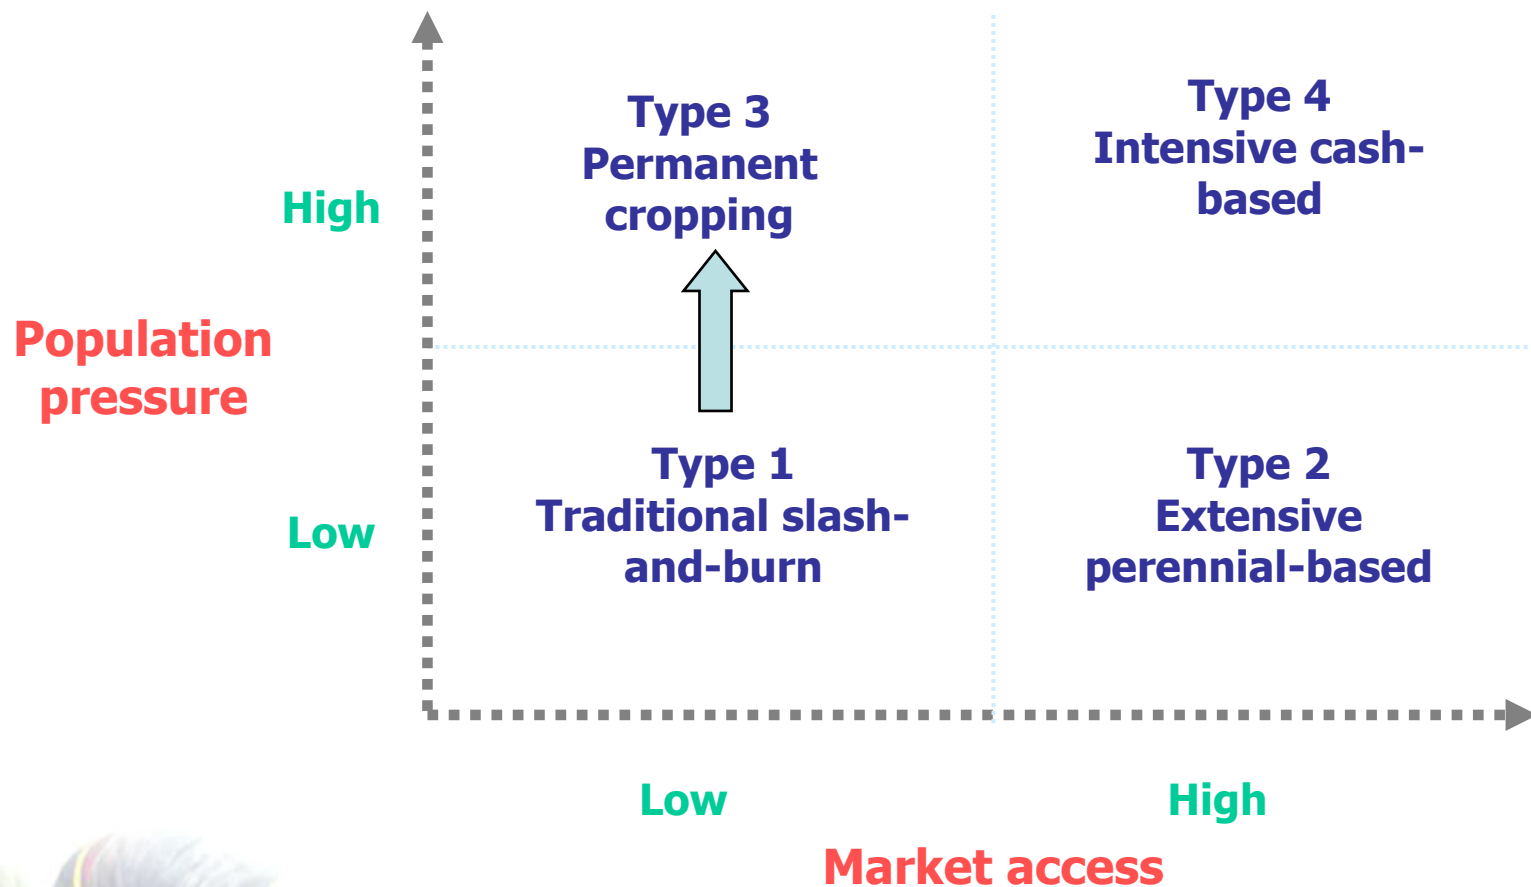 Type 3
Permanent
cropping
Type 4
Intensive cash-
based
High
Population
pressure
Type 1
Traditional slash-
and-burn
Type 2
Extensive
perennial-based
Low
Low
High
Market access